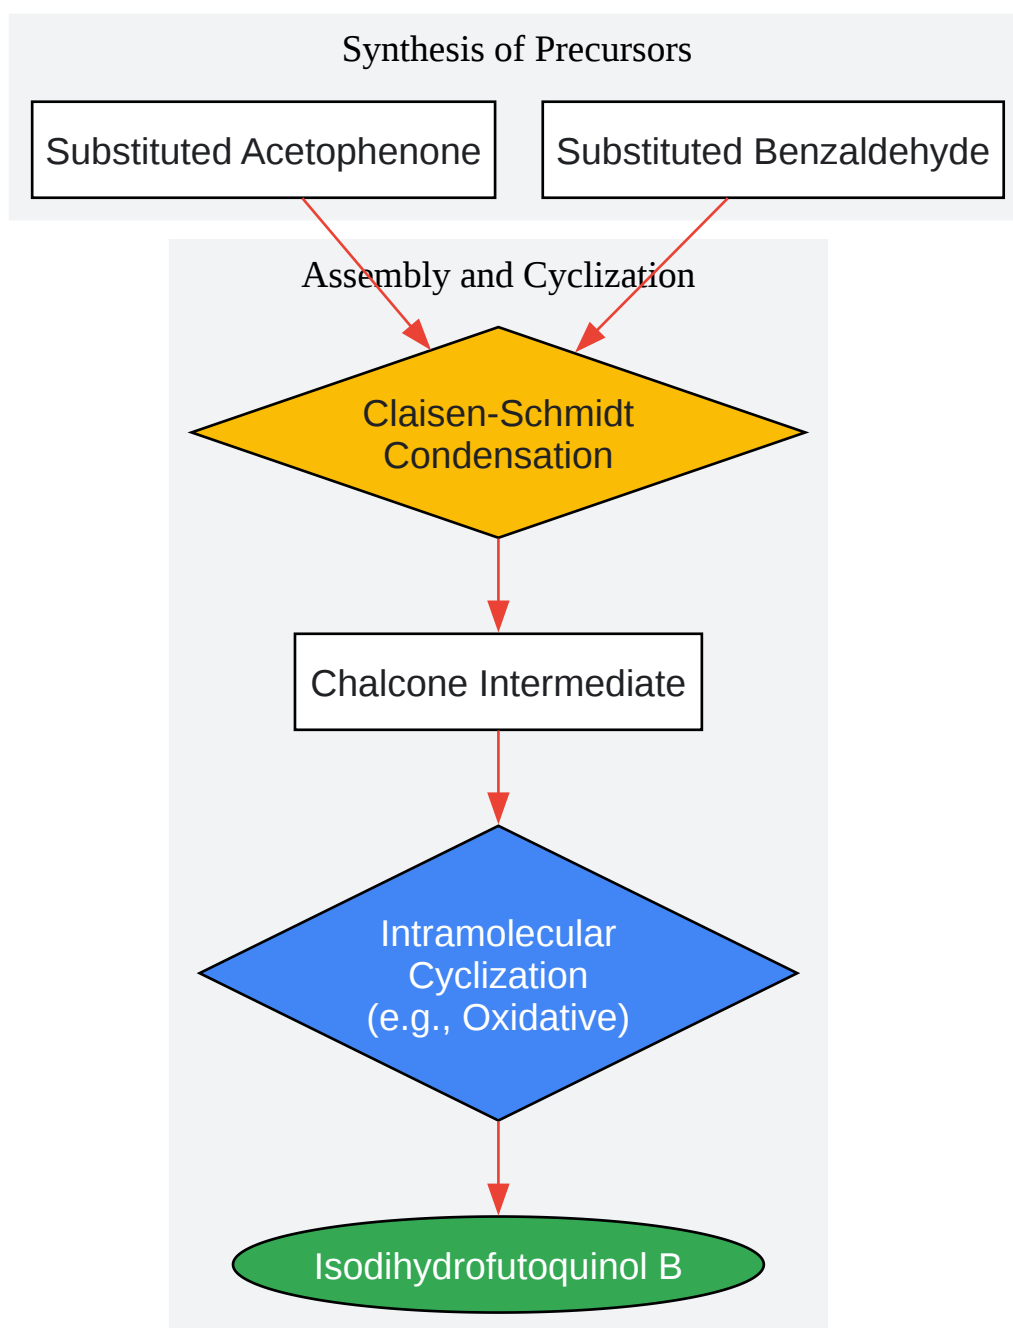 Synthesis of Precursors
Substituted Acetophenone
Substituted Benzaldehyde
Assembly and Cyclization
Claisen-Schmidt
Condensation
Chalcone Intermediate
Intramolecular
Cyclization
(e.g., Oxidative)
Isodihydrofutoquinol B